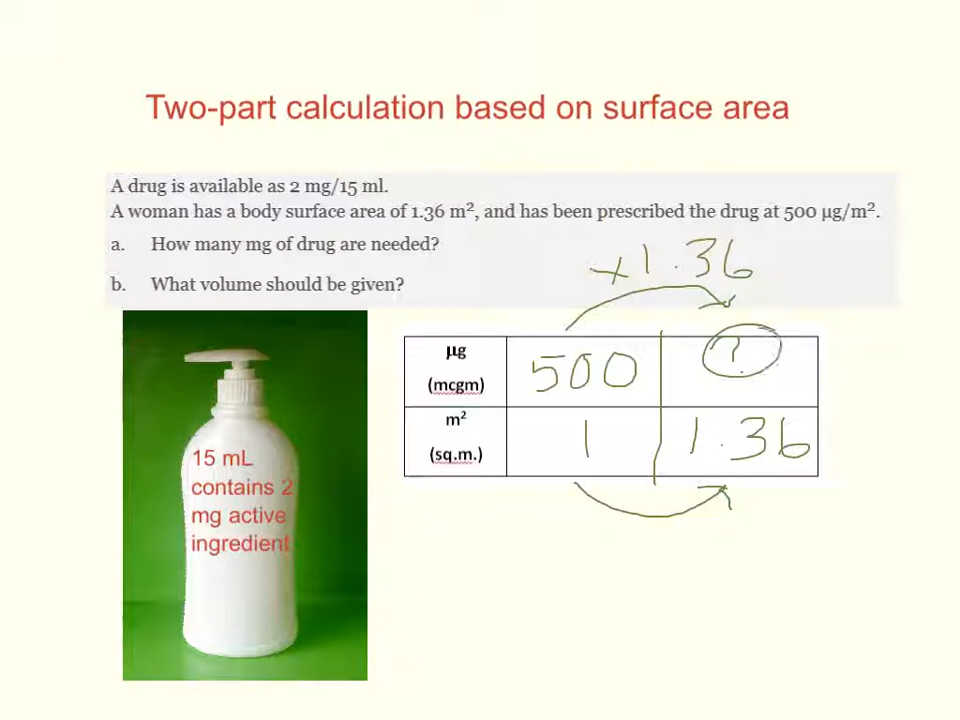 Two-part calculation based on surface area
A drug is available as 2 mg/15 ml.
A woman has a body surface area of 1.36 m², and has been prescribed the drug at 500 µg/m².
a. How many mg of drug are needed?
b. What volume should be given?
×1.36
µg
(mcgm)
500
?
m²
(sq.m.)
1
1.36
15 mL
contains 2
mg active
ingredient